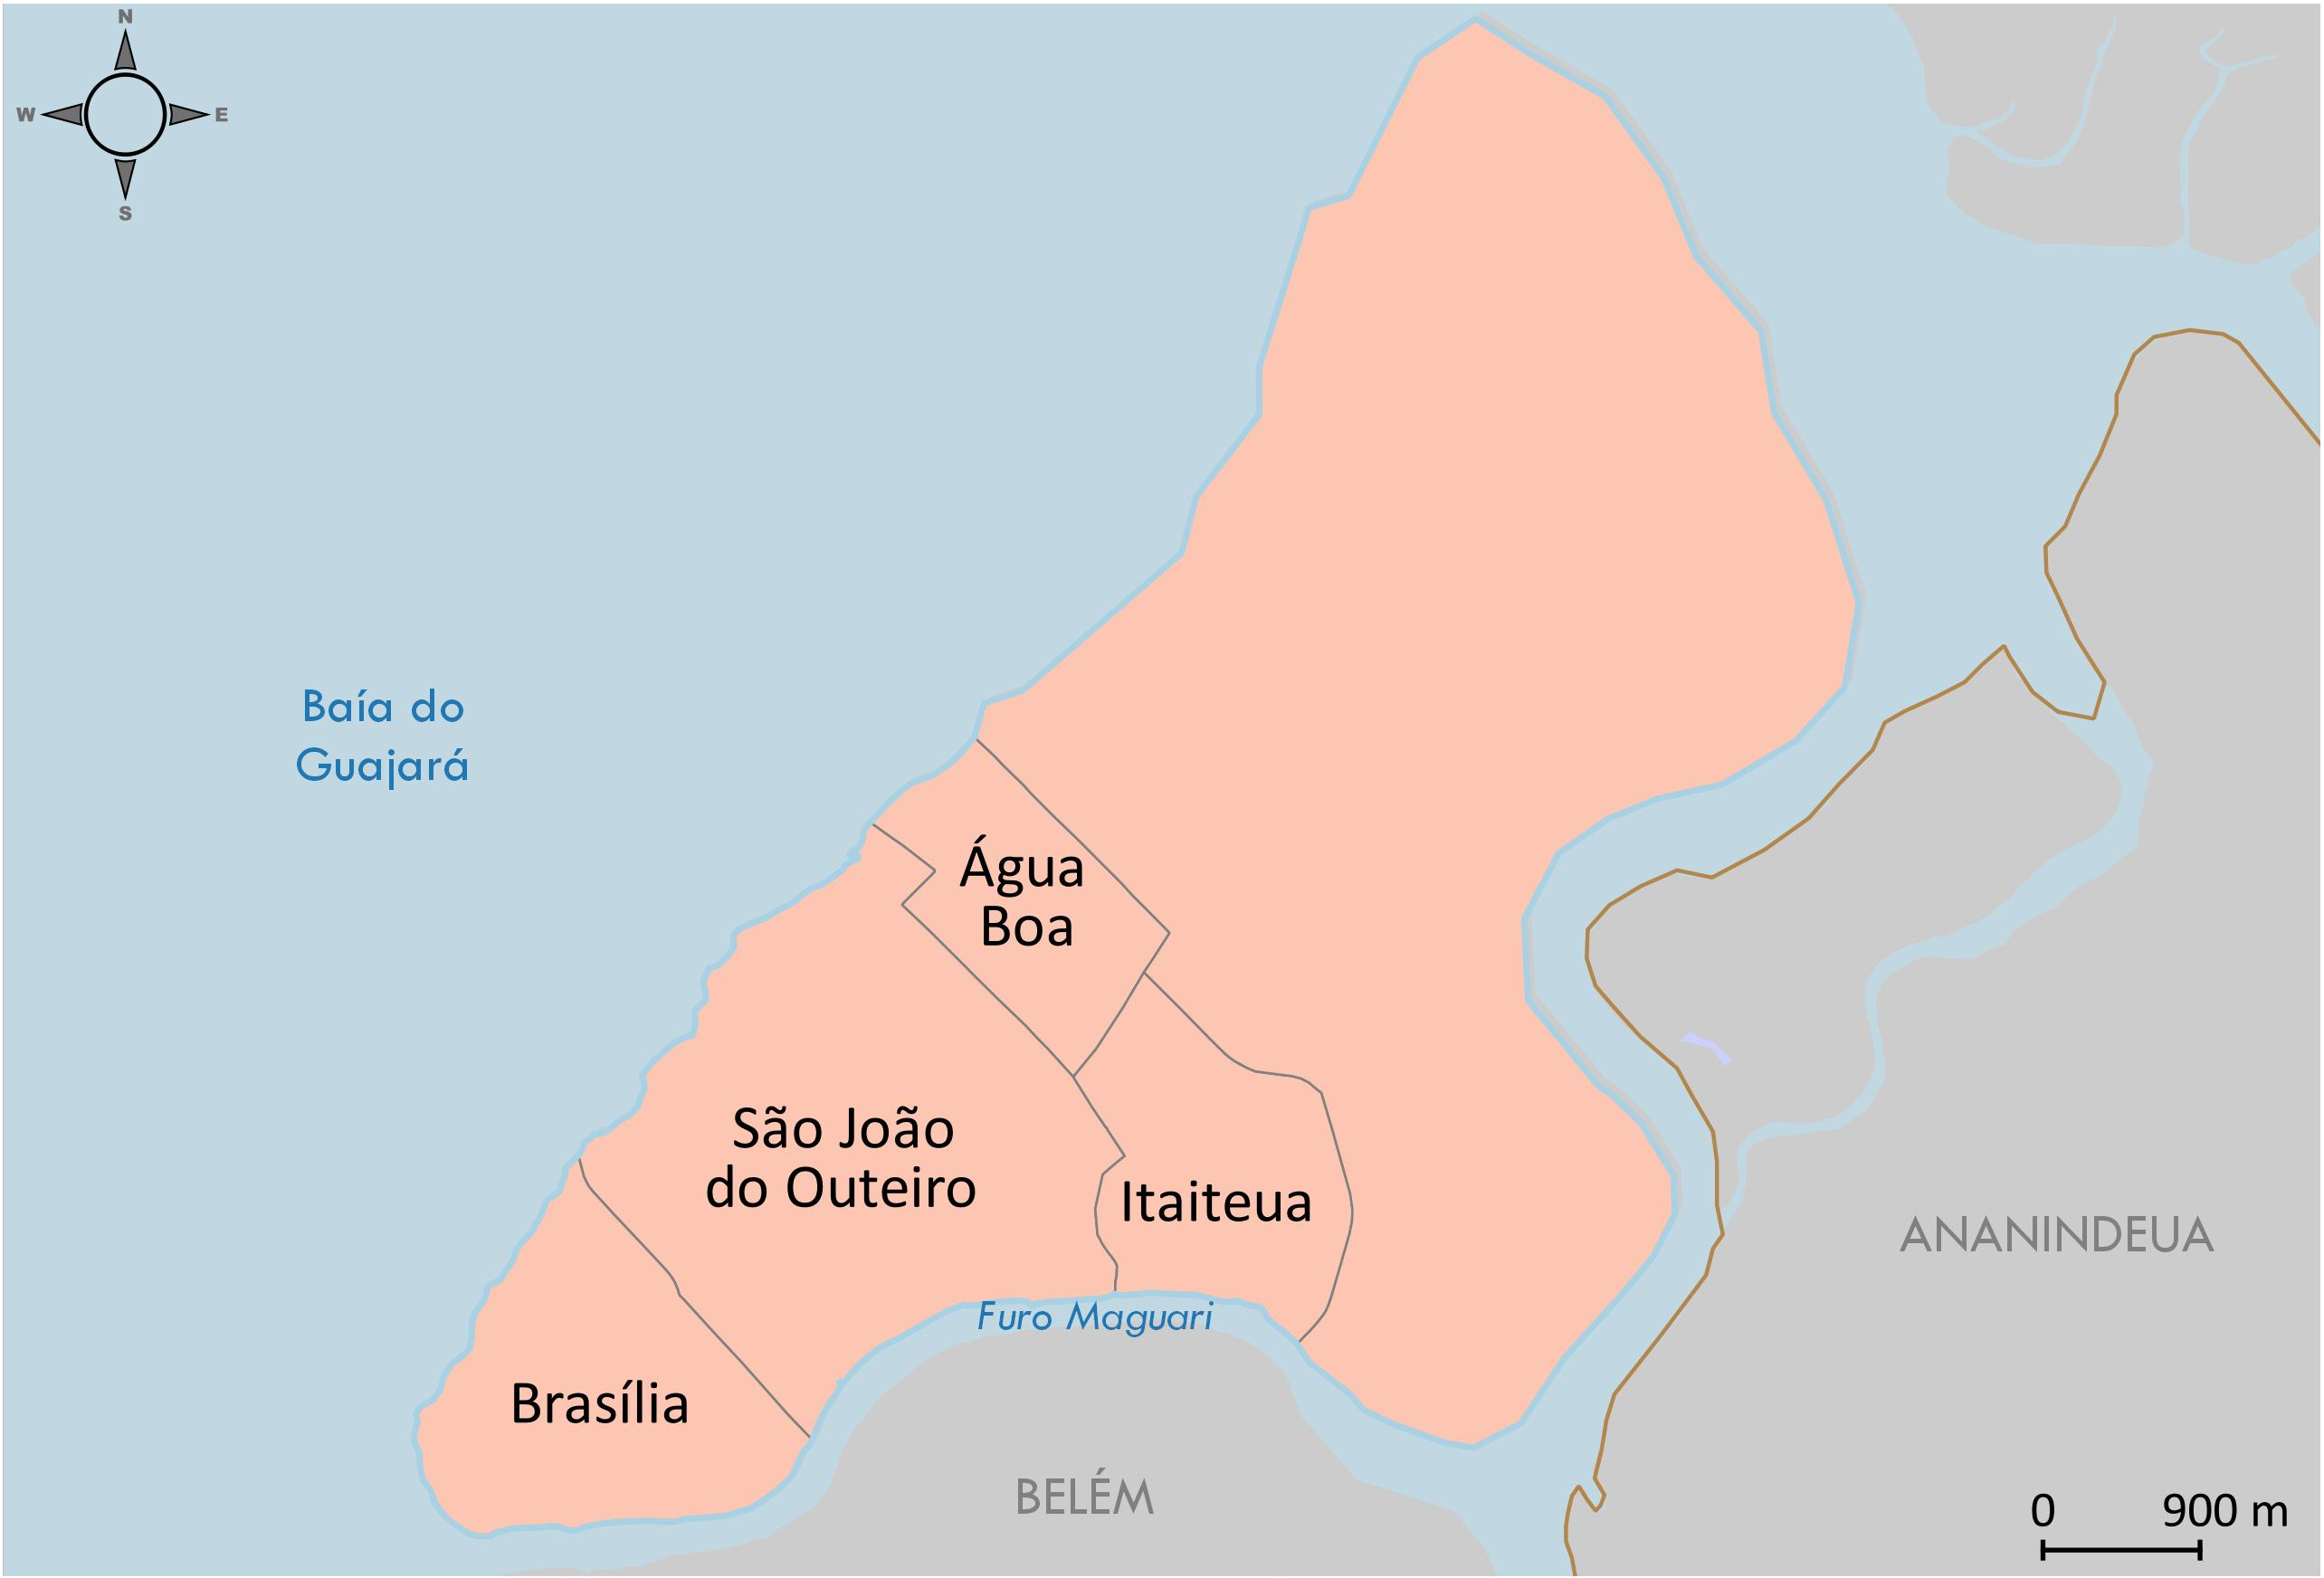 N
W
E
S
Baía do
Guajará
Água
Boa
São João
do Outeiro
Itaiteua
ANANINDEUA
Furo Maguari
Brasília
BELÉM
0 900 m